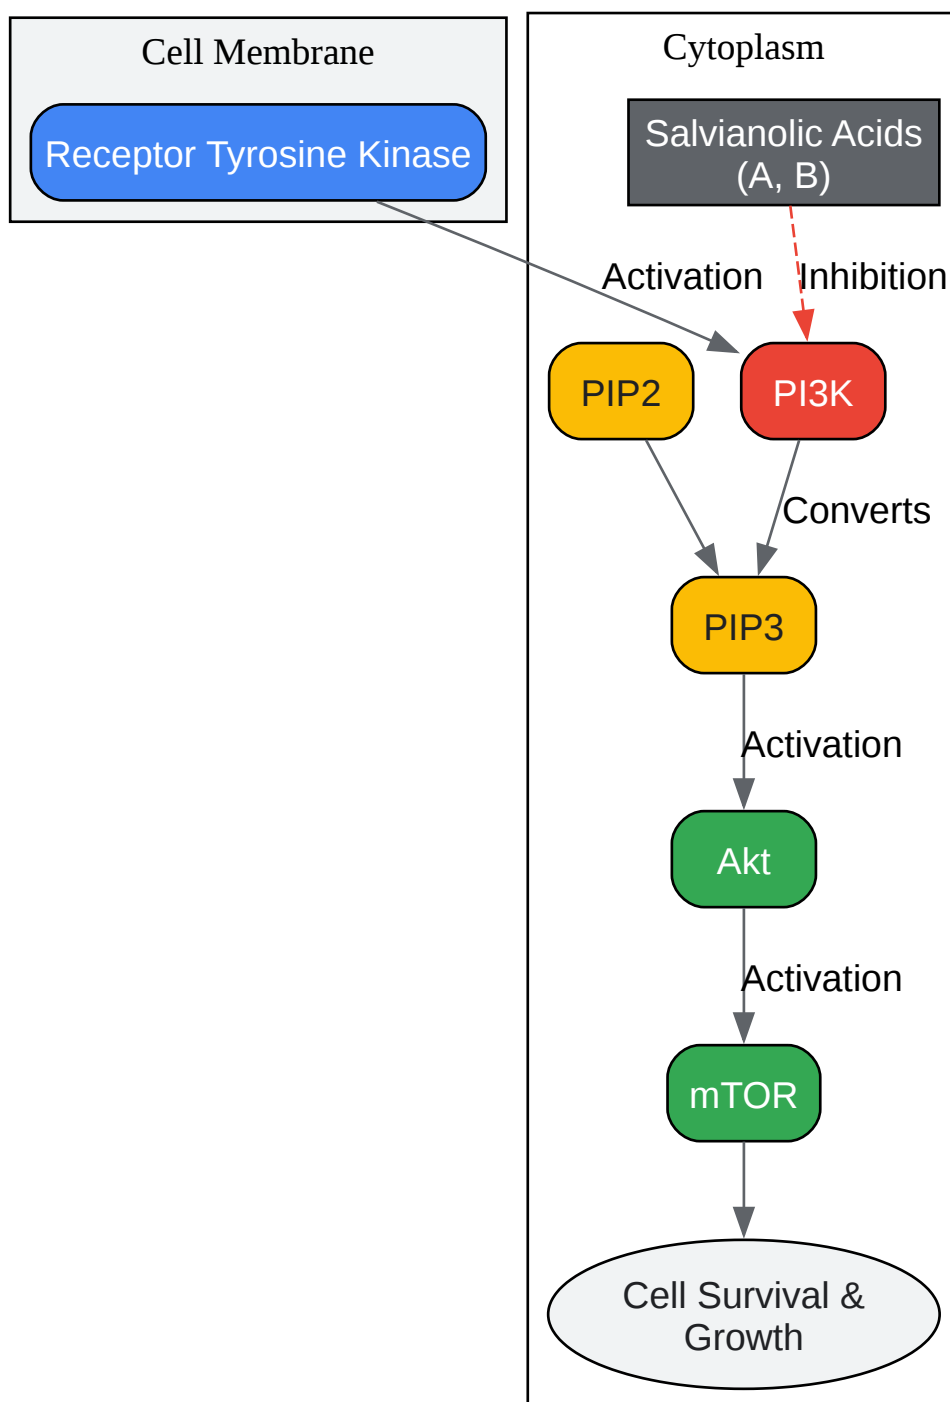 Cell Membrane
Receptor Tyrosine Kinase
Cytoplasm
Salvianolic Acids
(A, B)
Activation
Inhibition
PIP2
PI3K
Converts
PIP3
Activation
Akt
Activation
mTOR
Cell Survival &
Growth